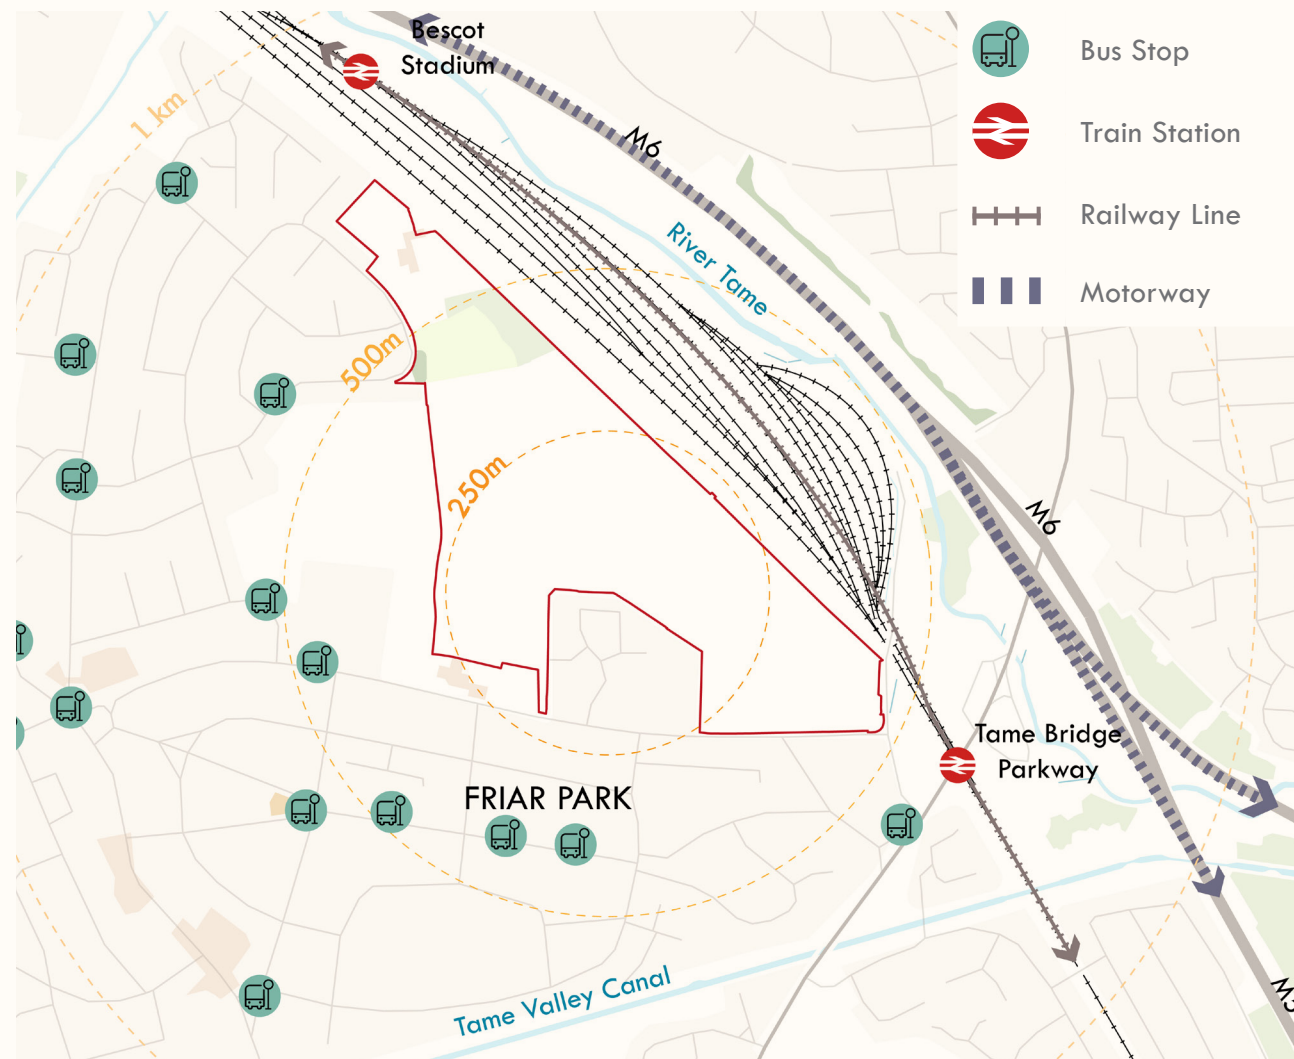 Bescot
Stadium
M6
1 km
River Tame
500m
250m
M6
Tame Bridge
Parkway
FRIAR PARK
Tame Valley Canal
Bus Stop
Train Station
Railway Line
Motorway